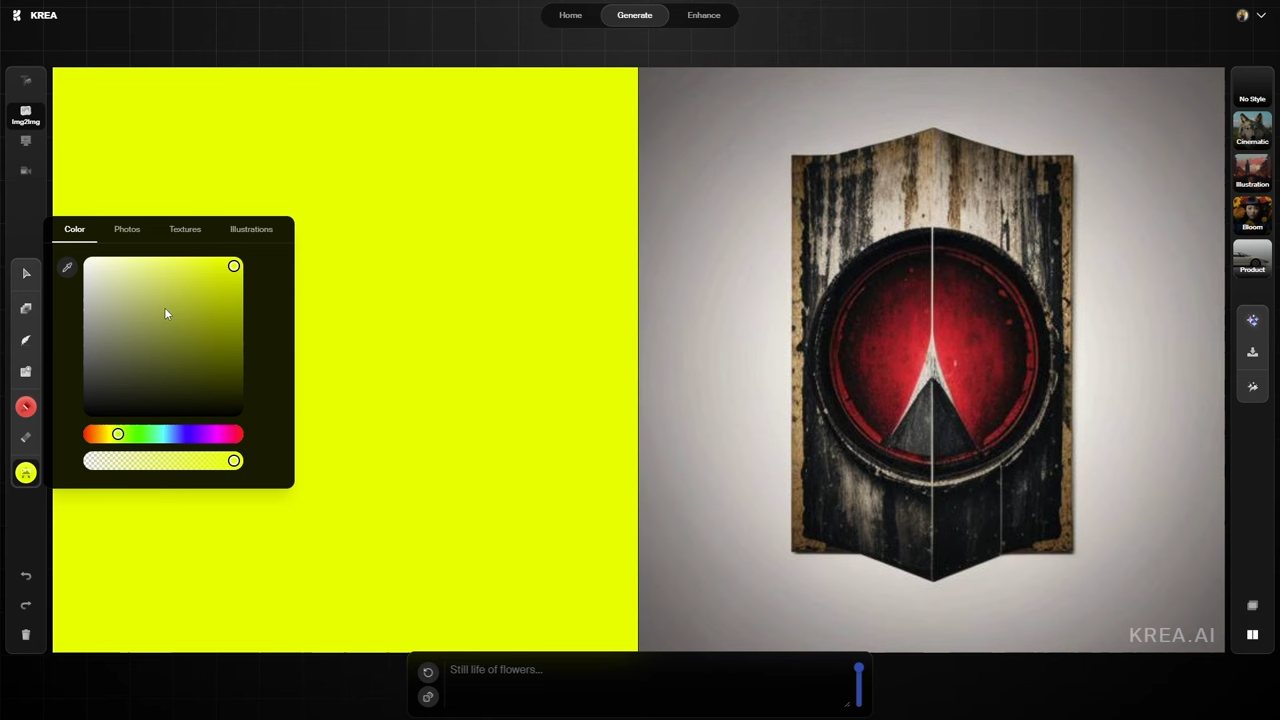 KREA
Home
Generate
Enhance
Img2Img
Color
Photos
Textures
Illustrations
No Style
Cinematic
Illustration
Bloom
Product
KREA.AI
Still life of flowers...